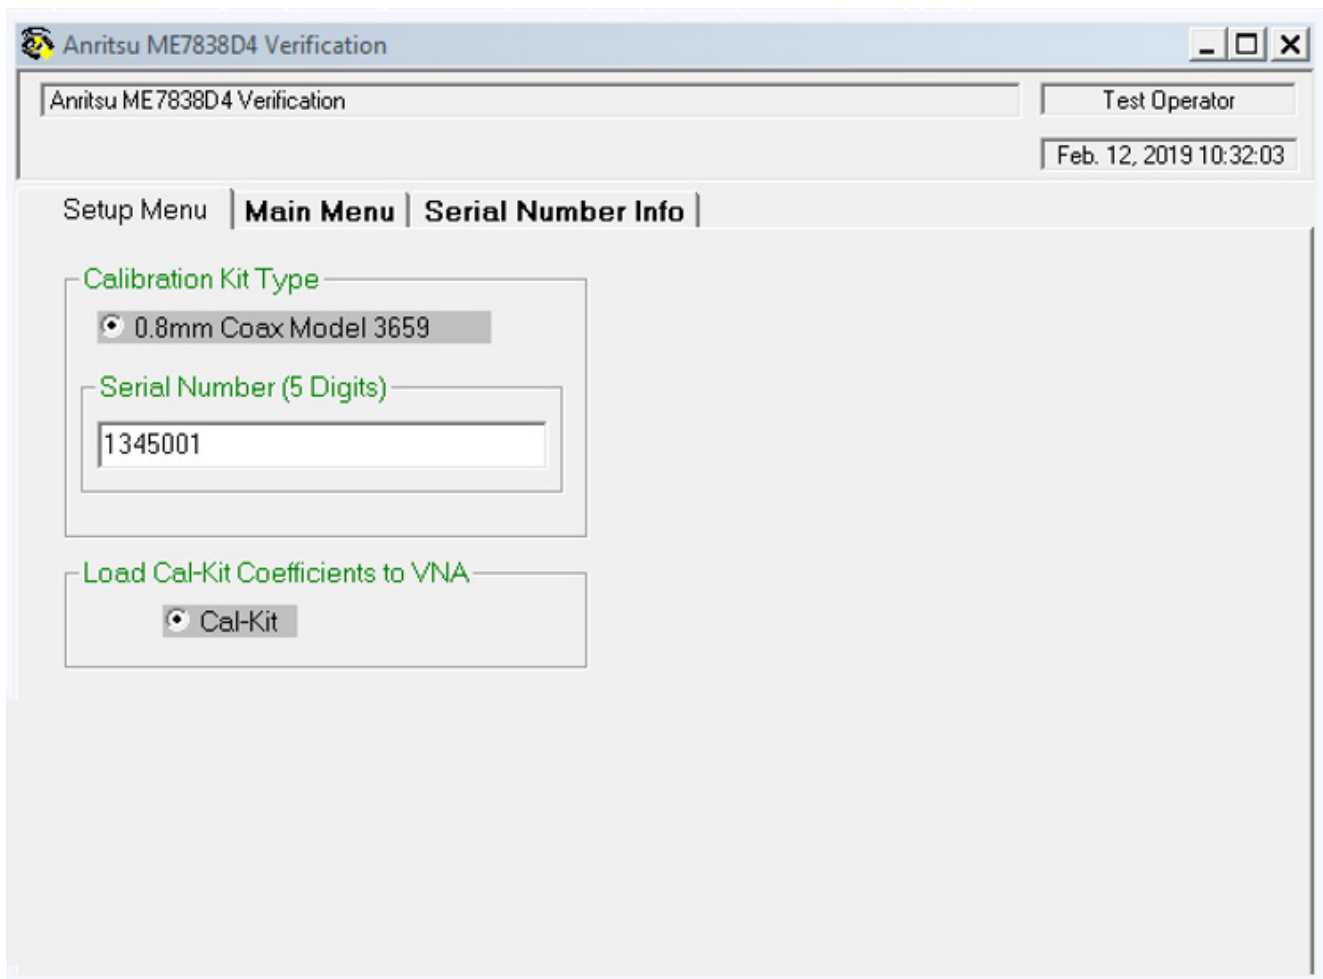 Anritsu ME7838D4 Verification
Anritsu ME7838D4 Verification
Test Operator
Feb. 12, 2019 10:32:03
Setup Menu Main Menu Serial Number Info
Calibration Kit Type
0.8mm Coax Model 3659
Serial Number (5 Digits)
1345001
Load Cal-Kit Coefficients to VNA
Cal-Kit